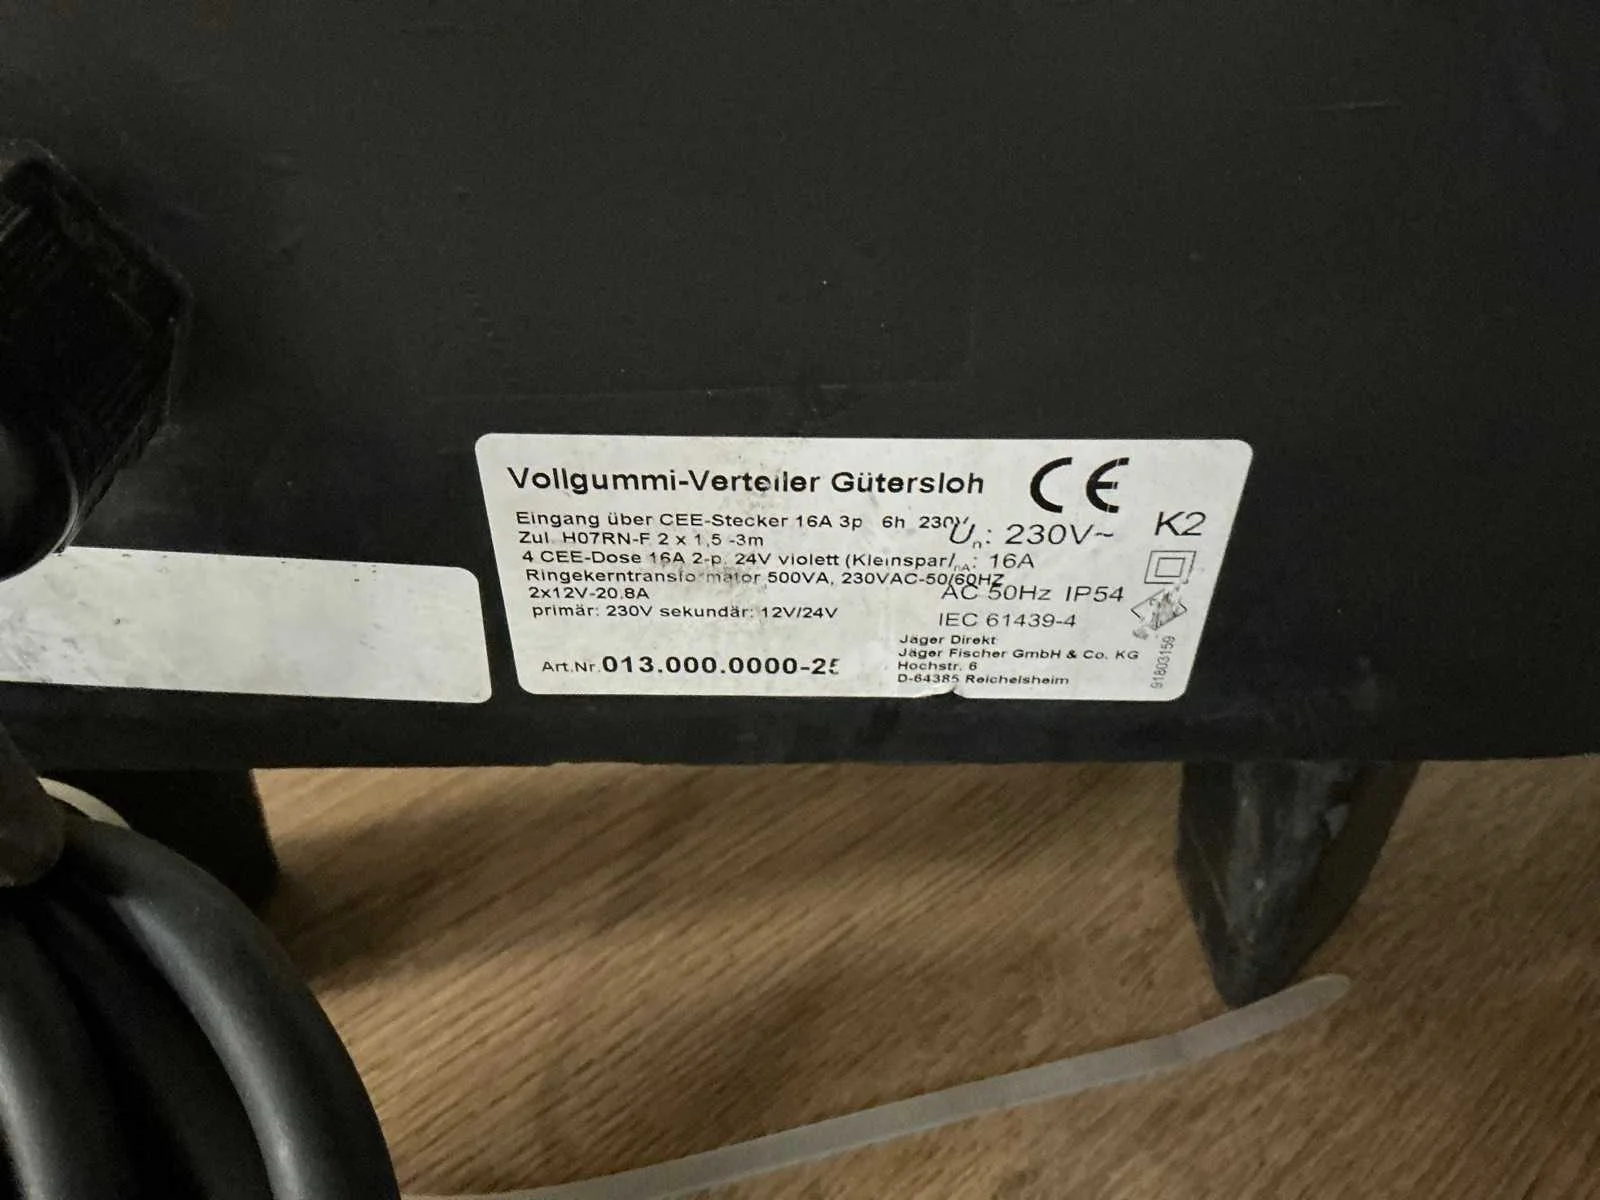 Vollgummi-Verteiler Gütersloh CE
Eingang über CEE-Stecker 16A 3p 6h 230V
Un: 230V~ K2
Zul. H07RN-F 2 x 1,5 -3m
4 CEE-Dose 16A 2-p. 24V violett (Kleinspar/
InA: 16A
Ringekerntransformator 500VA, 230VAC-50/60HZ
2x12V-20.8A
AC 50Hz IP54
primär: 230V sekundär: 12V/24V
IEC 61439-4
Jäger Direkt
Jäger Fischer GmbH & Co. KG
Art.Nr. 013.000.0000-25
Hochstr. 6
D-64385 Reichelsheim
91803159